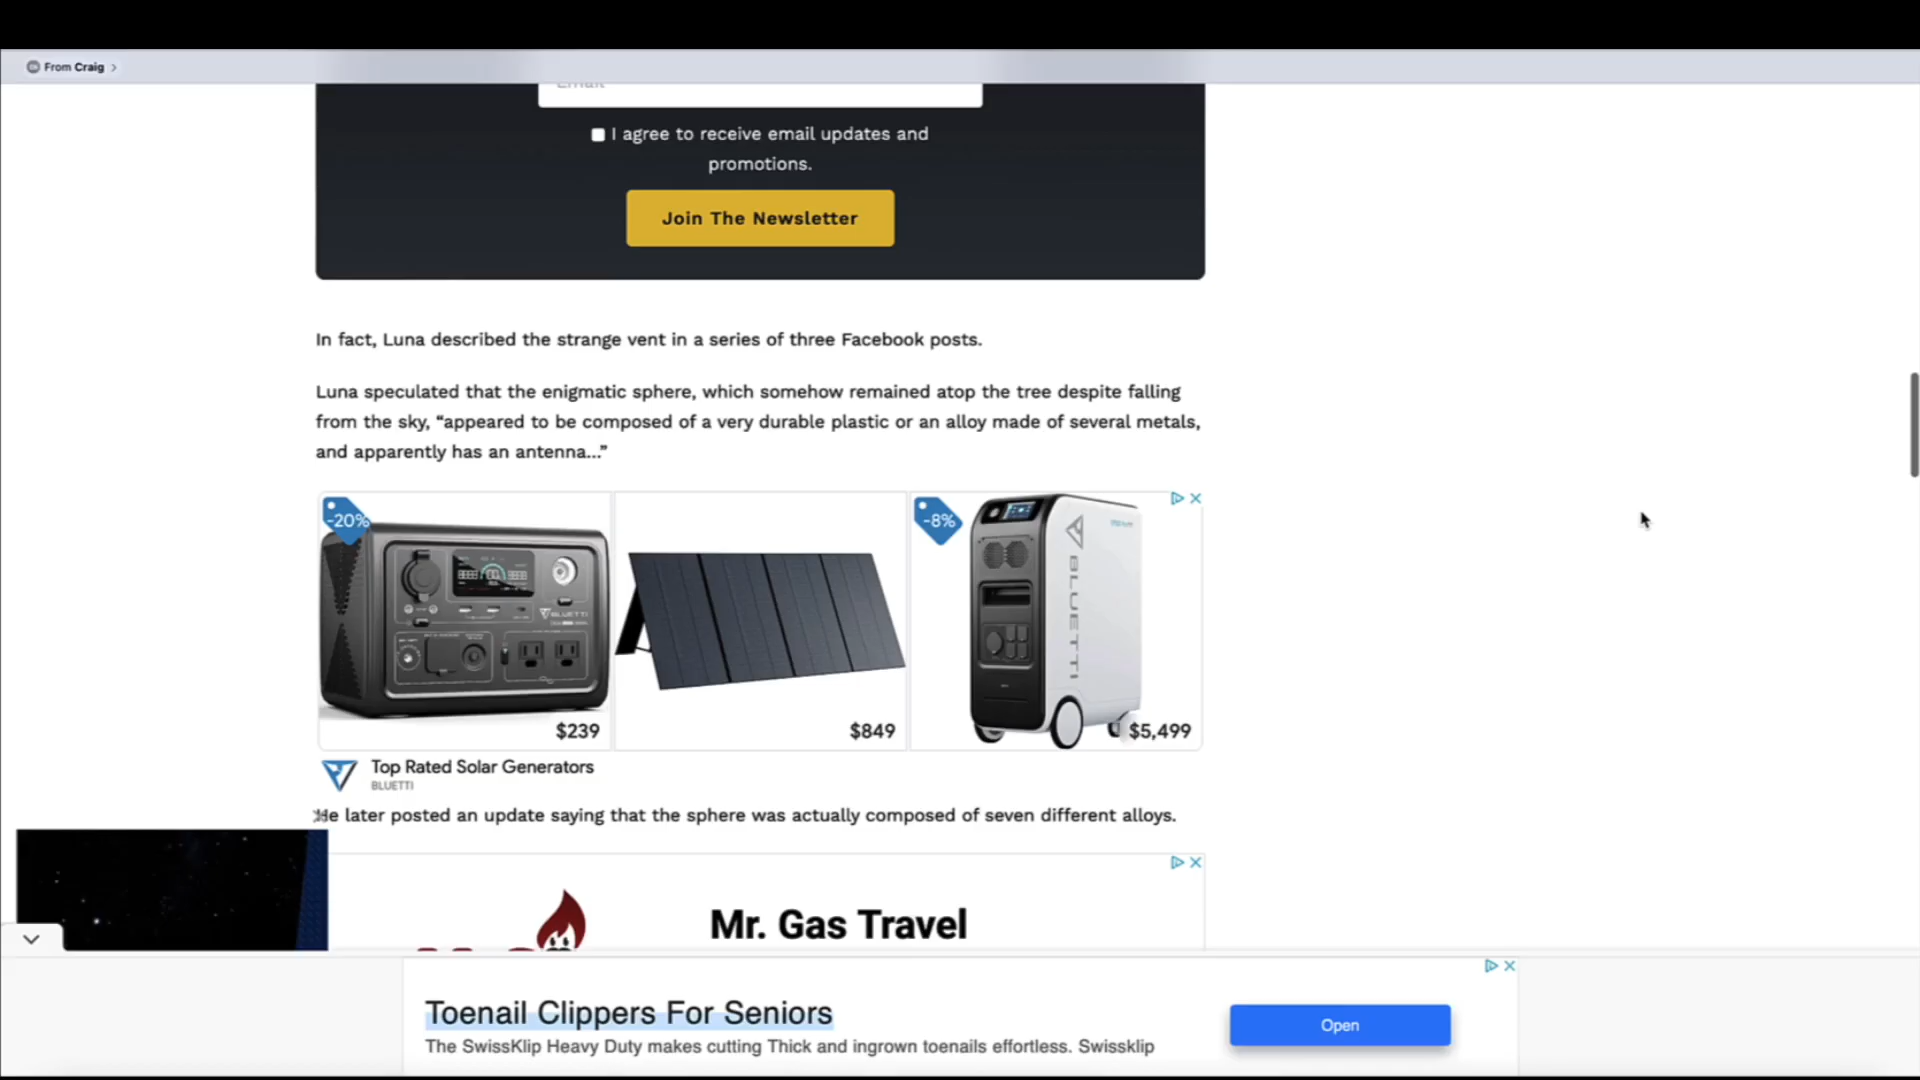 From Craig >
Email
I agree to receive email updates and
promotions.
Join The Newsletter
In fact, Luna described the strange vent in a series of three Facebook posts.
Luna speculated that the enigmatic sphere, which somehow remained atop the tree despite falling
from the sky, “appeared to be composed of a very durable plastic or an alloy made of several metals,
and apparently has an antenna...”
-20%
-8%
BLUETTI
BLUETTI
$239
$849
$5,499
Top Rated Solar Generators
BLUETTI
He later posted an update saying that the sphere was actually composed of seven different alloys.
Mr. Gas Travel
Toenail Clippers For Seniors
The SwissKlip Heavy Duty makes cutting Thick and ingrown toenails effortless. Swissklip
Open